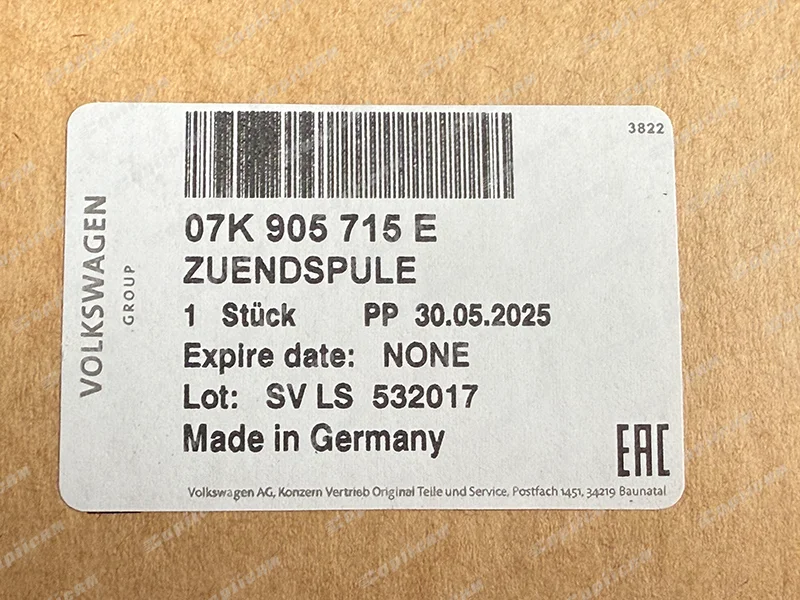 3822
VOLKSWAGEN
GROUP
07K 905 715 E
ZUENDSPULE
1 Stück PP 30.05.2025
Expire date: NONE
Lot: SV LS 532017
Made in Germany
EAC
Volkswagen AG, Konzern Vertrieb Original Teile und Service, Postfach 1451, 34219 Baunatal